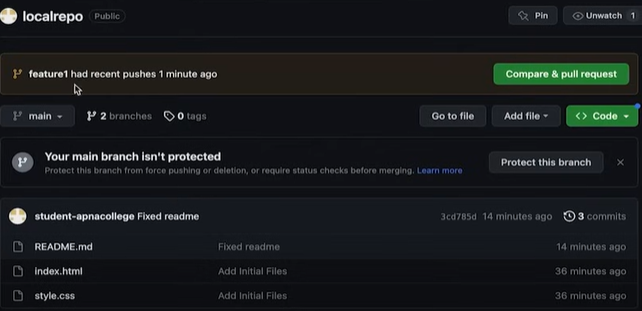 localrepo Public Pin Unwatch 1
feature1 had recent pushes 1 minute ago Compare & pull request
main 2 branches 0 tags Go to file Add file Code
Your main branch isn't protected
Protect this branch from force pushing or deletion, or require status checks before merging. Learn more Protect this branch
student-apnacollege Fixed readme 3cd785d 14 minutes ago 3 commits
README.md Fixed readme 14 minutes ago
index.html Add Initial Files 36 minutes ago
style.css Add Initial Files 36 minutes ago